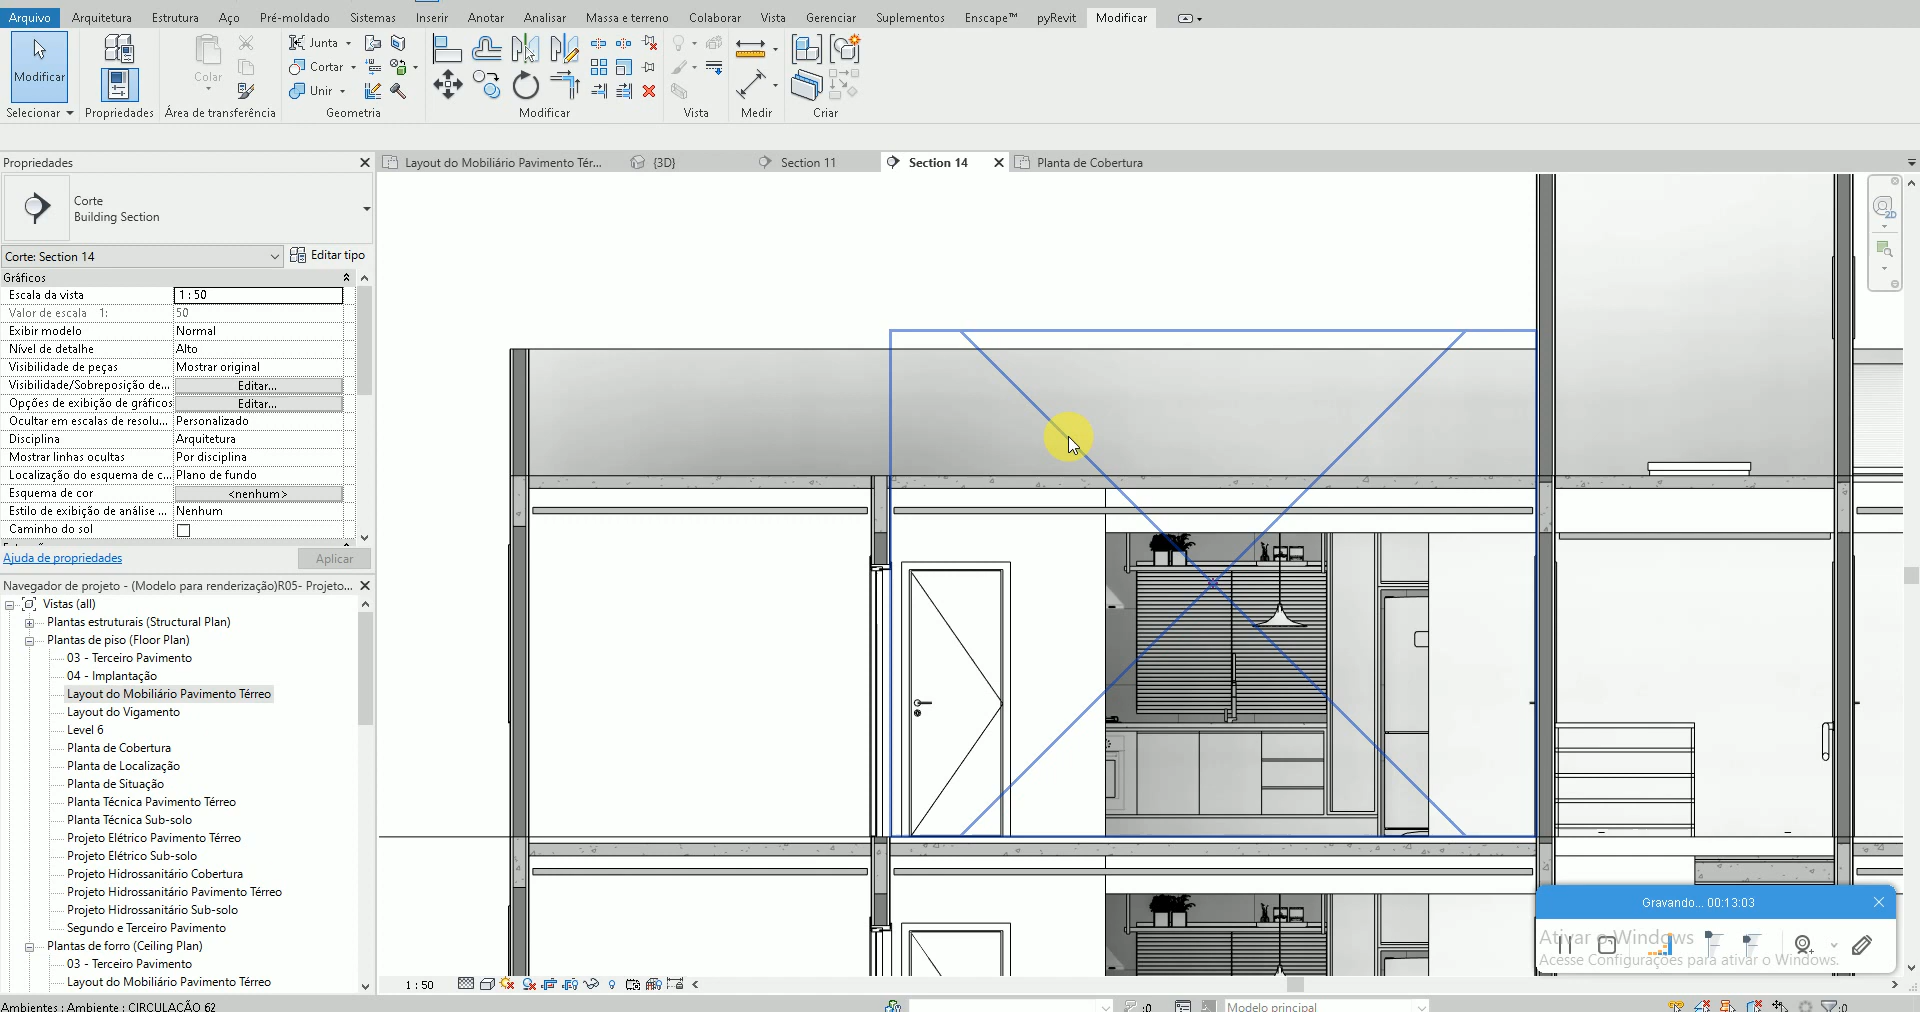 Arquivo Arquitetura Estrutura Aço Pré-moldado Sistemas Inserir Anotar Analisar Massa e terreno Colaborar Vista Gerenciar Suplementos Enscape™ pyRevit Modificar
Modificar
Colar
Junta
Cortar
Unir
Selecionar Propriedades Área de transferência Geometria Modificar Vista Medir Criar
Propriedades
Layout do Mobiliário Pavimento Tér... {3D} Section 11 Section 14 Planta de Cobertura
Corte
Building Section
Corte: Section 14 Editar tipo
Gráficos
Escala da vista 1 : 50
Valor de escala 1: 50
Exibir modelo Normal
Nível de detalhe Alto
Visibilidade de peças Mostrar original
Visibilidade/Sobreposição de... Editar...
Opções de exibição de gráficos Editar...
Ocultar em escalas de resolu... Personalizado
Disciplina Arquitetura
Mostrar linhas ocultas Por disciplina
Localização do esquema de c... Plano de fundo
Esquema de cor <nenhum>
Estilo de exibição de análise ... Nenhum
Caminho do sol
Ajuda de propriedades Aplicar
Navegador de projeto - (Modelo para renderização)R05- Projeto...
Vistas (all)
Plantas estruturais (Structural Plan)
Plantas de piso (Floor Plan)
03 - Terceiro Pavimento
04 - Implantação
Layout do Mobiliário Pavimento Térreo
Layout do Vigamento
Level 6
Planta de Cobertura
Planta de Localização
Planta de Situação
Planta Técnica Pavimento Térreo
Planta Técnica Sub-solo
Projeto Elétrico Pavimento Térreo
Projeto Elétrico Sub-solo
Projeto Hidrossanitário Cobertura
Projeto Hidrossanitário Pavimento Térreo
Projeto Hidrossanitário Sub-solo
Segundo e Terceiro Pavimento
Plantas de forro (Ceiling Plan)
03 - Terceiro Pavimento
Layout do Mobiliário Pavimento Térreo
2D
Gravando... 00:13:03
Ativar o Windows
Acesse Configurações para ativar o Windows.
1 : 50
Ambientes : Ambiente : CIRCULAÇÃO 62
:0
Modelo principal
:0